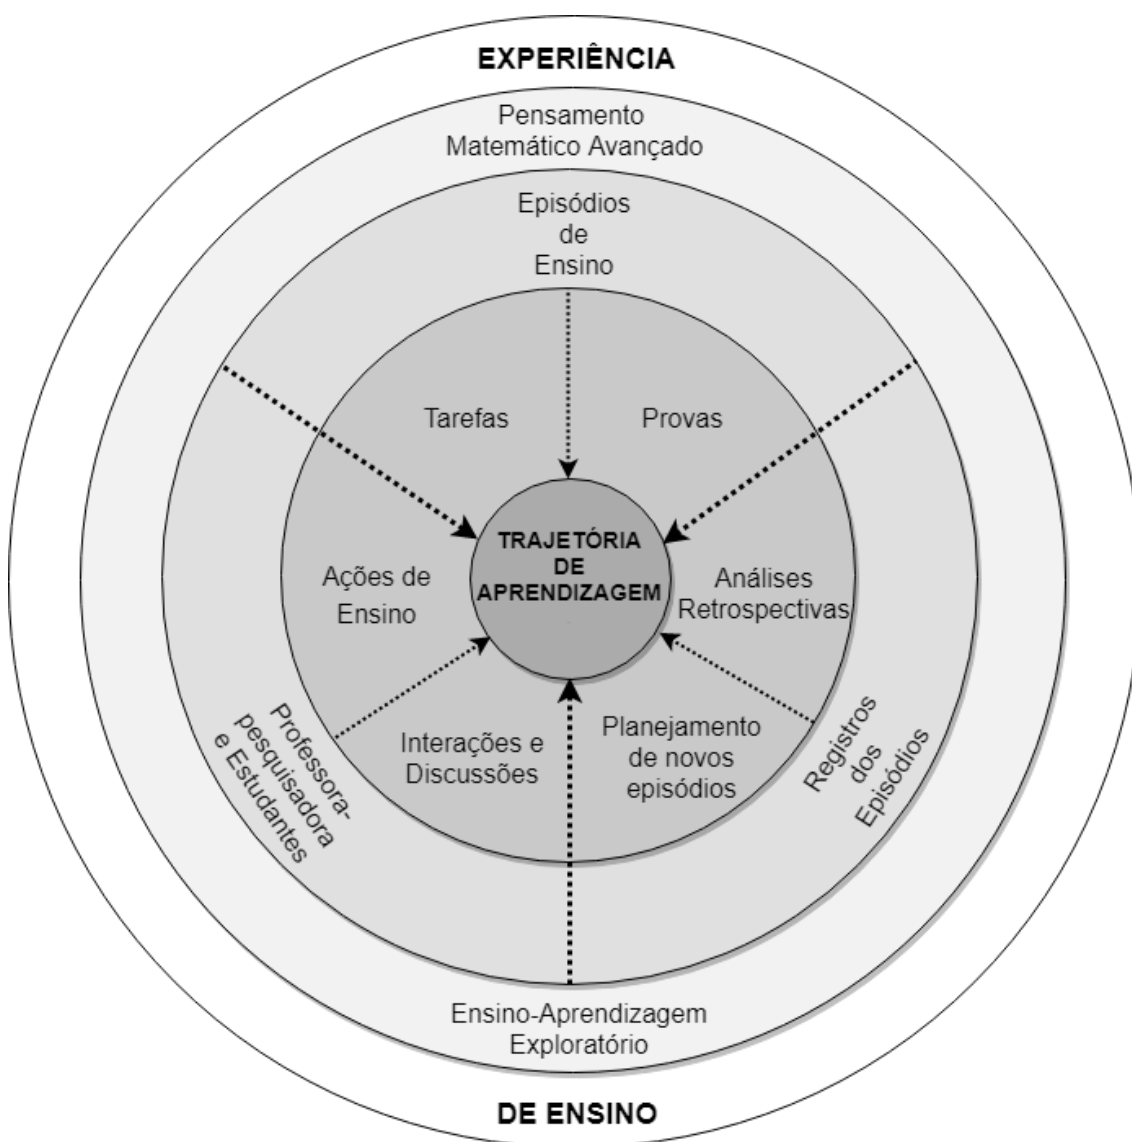 EXPERIÊNCIA
Pensamento
Matemático Avançado
Episódios
de
Ensino
Tarefas
Provas
TRAJETÓRIA
DE
APRENDIZAGEM
Ações de
Ensino
Análises
Retrospectivas
Professora-
pesquisadora
e Estudantes
Interações e
Discussões
Planejamento
de novos
episódios
Registros
dos
Episódios
Ensino-Aprendizagem
Exploratório
DE ENSINO